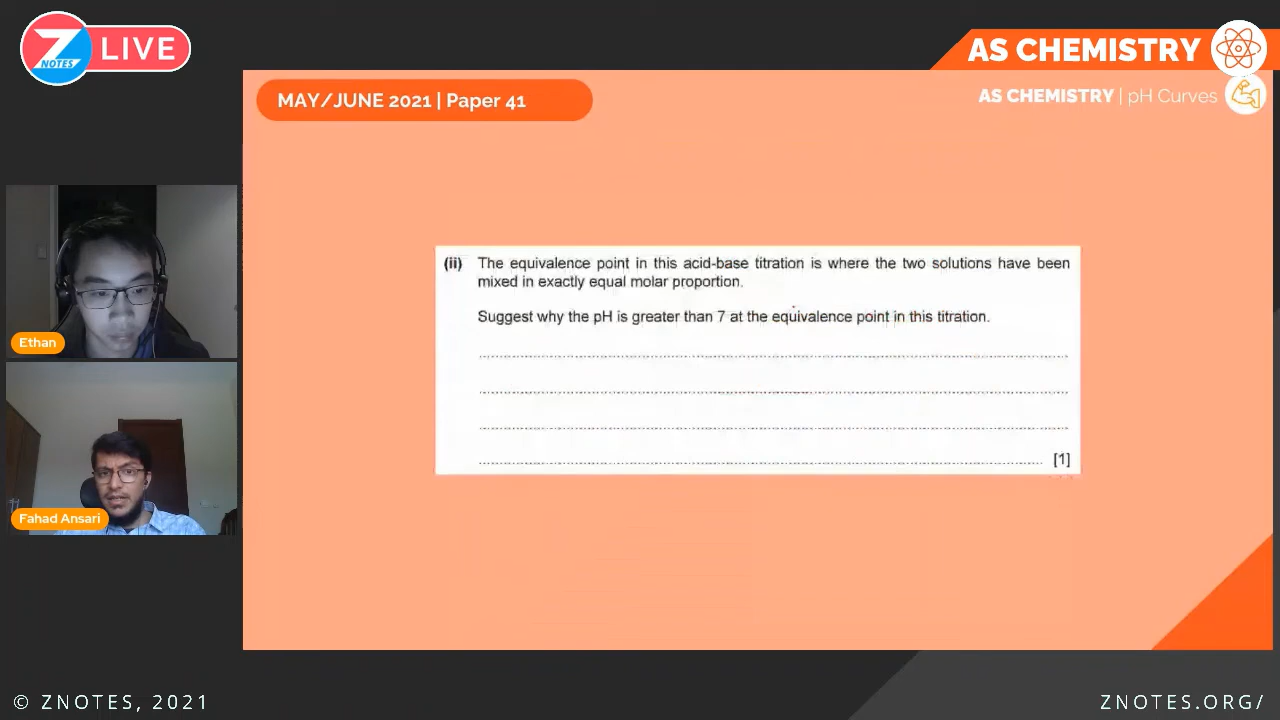 Z
NOTES
LIVE
AS CHEMISTRY
MAY/JUNE 2021 | Paper 41
AS CHEMISTRY | pH Curves
(ii) The equivalence point in this acid-base titration is where the two solutions have been
mixed in exactly equal molar proportion.
Suggest why the pH is greater than 7 at the equivalence point in this titration.
[1]
Ethan
Fahad Ansari
© ZNOTES, 2021
ZNOTES.ORG/